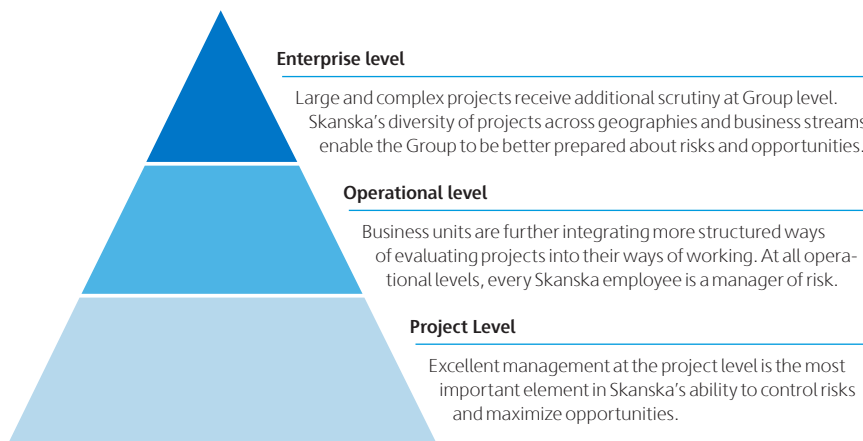 Enterprise level
Large and complex projects receive additional scrutiny at Group level.
Skanska's diversity of projects across geographies and business streams
enable the Group to be better prepared about risks and opportunities.
Operational level
Business units are further integrating more structured ways
of evaluating projects into their ways of working. At all opera-
tional levels, every Skanska employee is a manager of risk.
Project Level
Excellent management at the project level is the most
important element in Skanska's ability to control risks
and maximize opportunities.